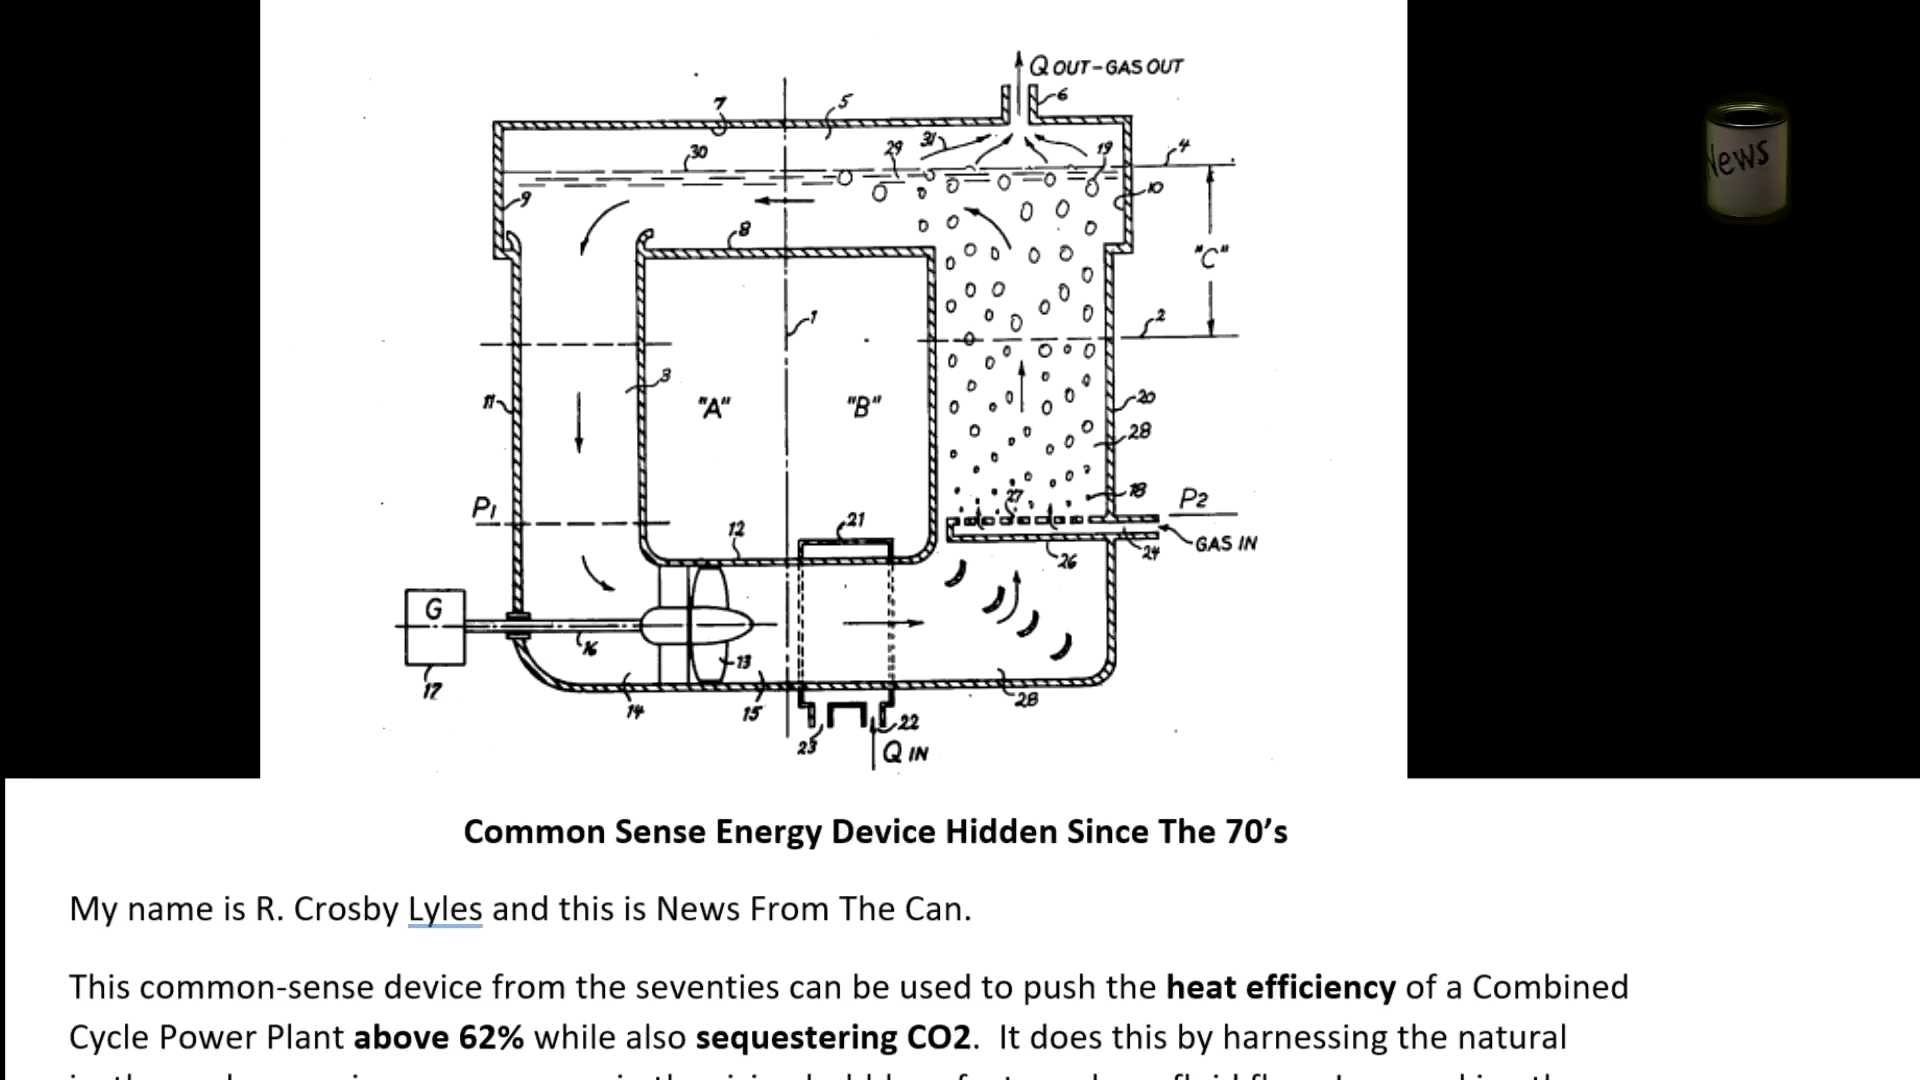 Q OUT-GAS OUT
6
7
5
31
29
19
4
30
9
10
8
"C"
1
2
3
11
"A"
"B"
20
28
P1
27
18
P2
12
21
GAS IN
24
26
G
16
13
17
14
15
28
22
23
Q IN
News
Common Sense Energy Device Hidden Since The 70's
My name is R. Crosby Lyles and this is News From The Can.
This common-sense device from the seventies can be used to push the heat efficiency of a Combined
Cycle Power Plant above 62% while also sequestering CO2. It does this by harnessing the natural